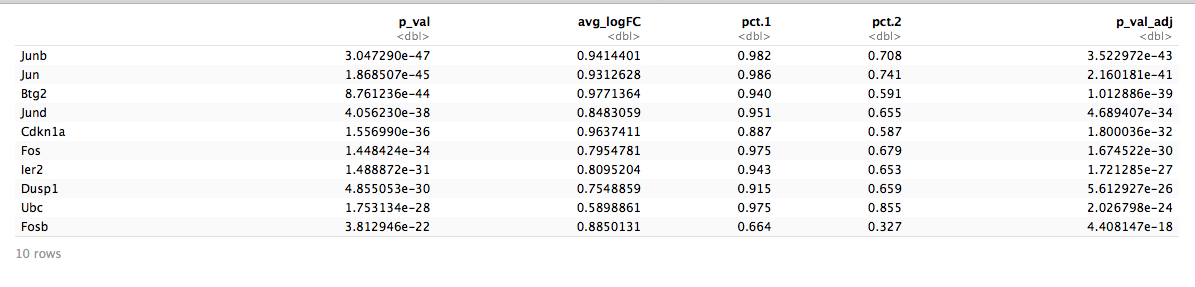 p_val avg_logFC pct.1 pct.2 p_val_adj
<dbl> <dbl> <dbl> <dbl> <dbl>
Junb 3.047290e-47 0.9414401 0.982 0.708 3.522972e-43
Jun 1.868507e-45 0.9312628 0.986 0.741 2.160181e-41
Btg2 8.761236e-44 0.9771364 0.940 0.591 1.012886e-39
Jund 4.056230e-38 0.8483059 0.951 0.655 4.689407e-34
Cdkn1a 1.556990e-36 0.9637411 0.887 0.587 1.800036e-32
Fos 1.448424e-34 0.7954781 0.975 0.679 1.674522e-30
Ier2 1.488872e-31 0.8095204 0.943 0.653 1.721285e-27
Dusp1 4.855053e-30 0.7548859 0.915 0.659 5.612927e-26
Ubc 1.753134e-28 0.5898861 0.975 0.855 2.026798e-24
Fosb 3.812946e-22 0.8850131 0.664 0.327 4.408147e-18
10 rows